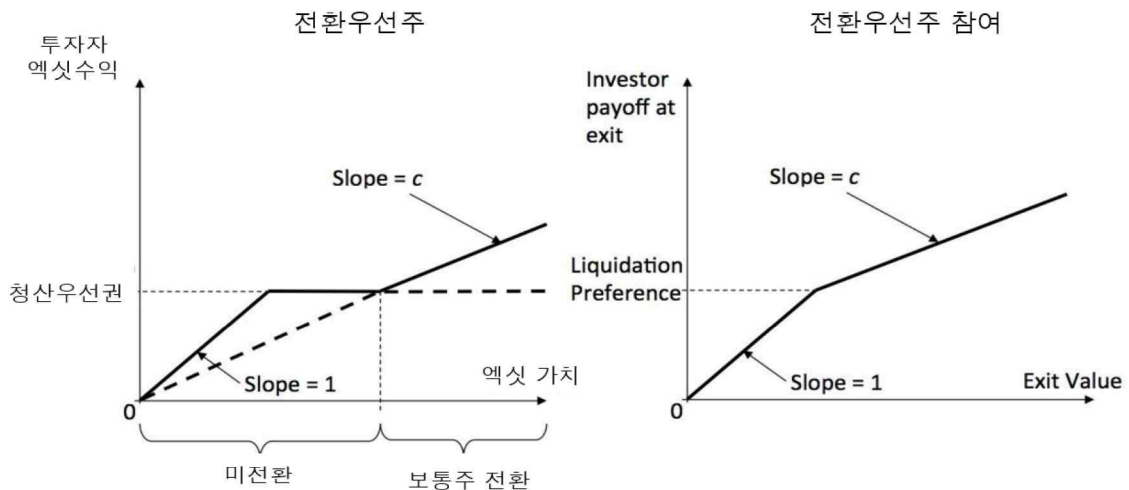 전환우선주
투자자
엑싯수익
Slope = c
청산우선권
Slope = 1
엑싯 가치
0
미전환
보통주 전환
전환우선주 참여
Investor
payoff at
exit
Slope = c
Liquidation
Preference
Slope = 1
Exit Value
0